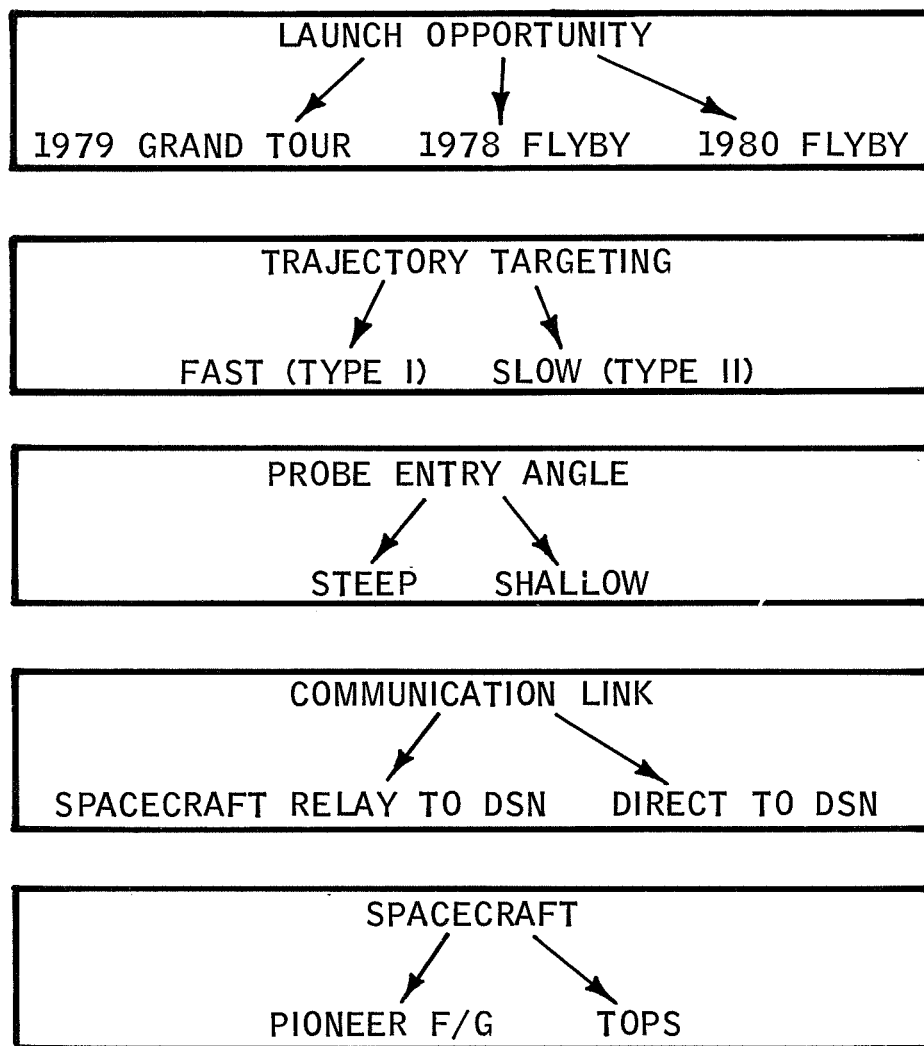 LAUNCH OPPORTUNITY
1979 GRAND TOUR 1978 FLYBY 1980 FLYBY
TRAJECTORY TARGETING
FAST (TYPE I) SLOW (TYPE II)
PROBE ENTRY ANGLE
STEEP SHALLOW
COMMUNICATION LINK
SPACECRAFT RELAY TO DSN DIRECT TO DSN
SPACECRAFT
PIONEER F/G TOPS